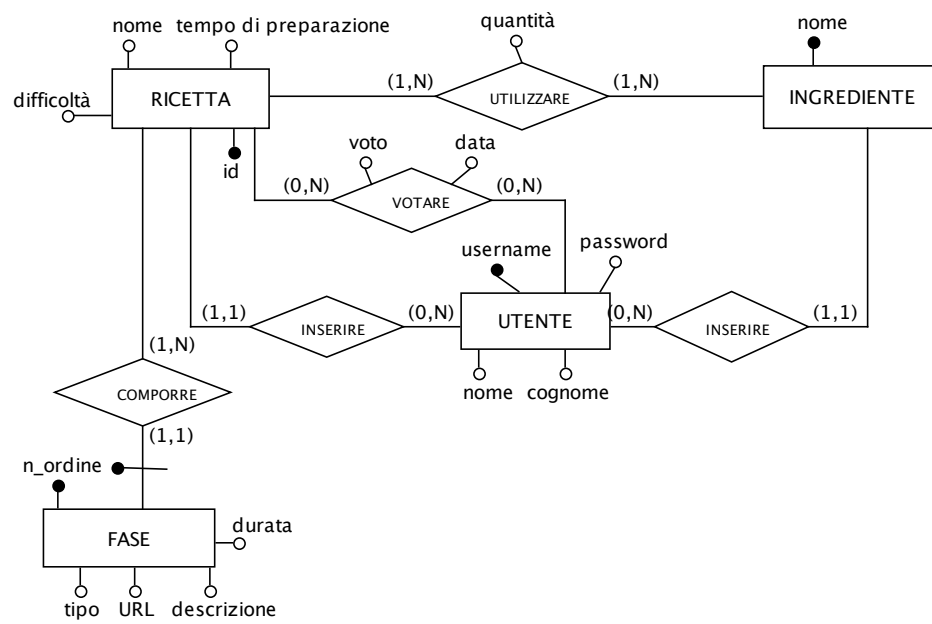 quantità
nome
tempo di preparazione
nome
RICETTA
(1,N)
UTILIZZARE
(1,N)
INGREDIENTE
difficoltà
id
voto
data
(0,N)
VOTARE
(0,N)
username
password
(1,1)
INSERIRE
(0,N)
UTENTE
(0,N)
INSERIRE
(1,1)
(1,N)
nome
cognome
COMPORRE
(1,1)
n_ordine
FASE
durata
tipo
URL
descrizione